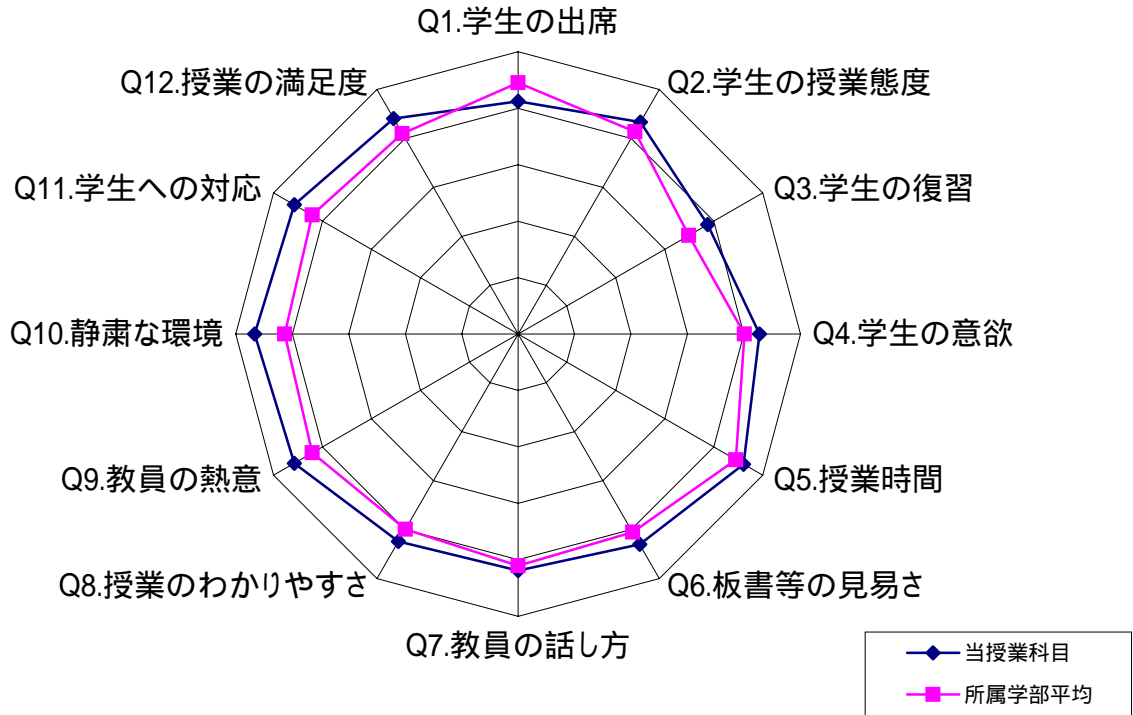 Q1.学生の出席
Q2.学生の授業態度
Q3.学生の復習
Q4.学生の意欲
Q5.授業時間
Q6.板書等の見易さ
Q7.教員の話し方
Q8.授業のわかりやすさ
Q9.教員の熱意
Q10.静粛な環境
Q11.学生への対応
Q12.授業の満足度
当授業科目
所属学部平均